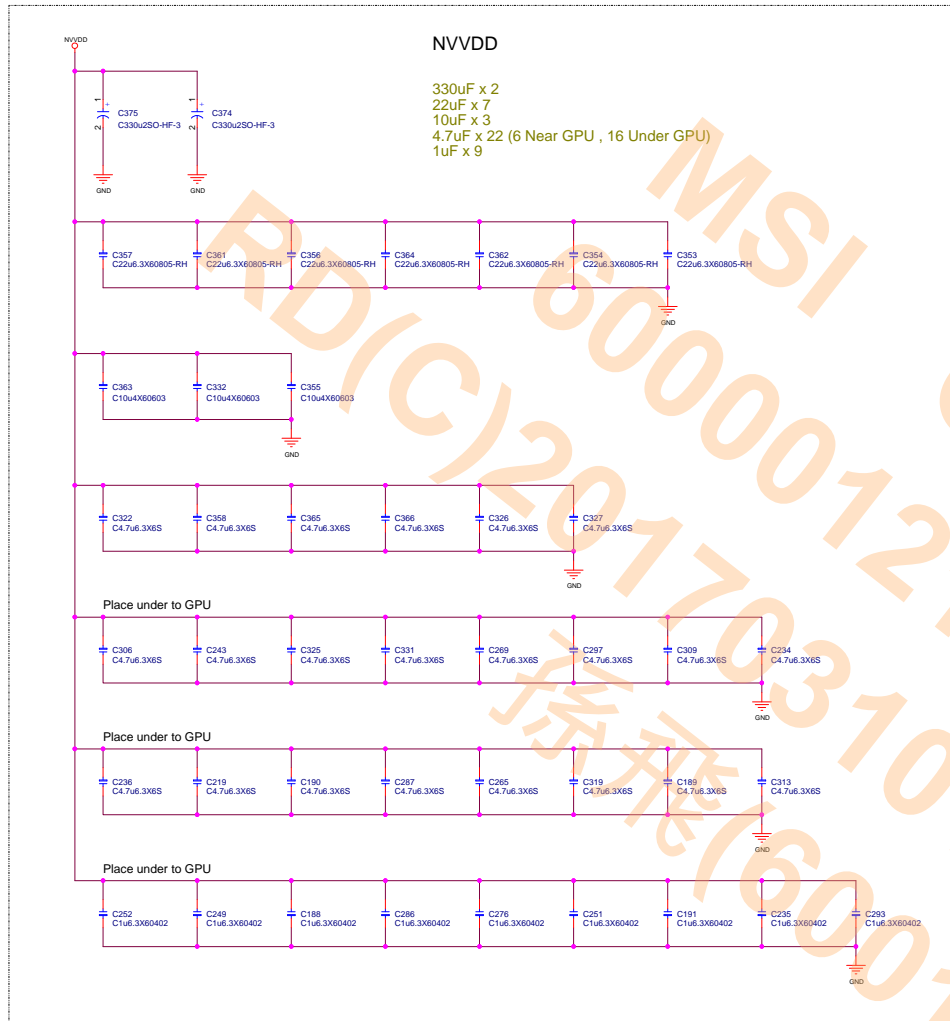 NVVDD
NVVDD
330uF x 2
22uF x 7
10uF x 3
4.7uF x 22 (6 Near GPU , 16 Under GPU)
1uF x 9
1 + 1 +
C375 C374
C330u2SO-HF-3 C330u2SO-HF-3
2 2
GND GND
C357 C361 C356 C364 C362 C354 C353
C22u6.3X60805-RH C22u6.3X60805-RH C22u6.3X60805-RH C22u6.3X60805-RH C22u6.3X60805-RH C22u6.3X60805-RH C22u6.3X60805-RH
GND
C363 C332 C355
C10u4X60603 C10u4X60603 C10u4X60603
GND
C322 C358 C365 C366 C326 C327
C4.7u6.3X6S C4.7u6.3X6S C4.7u6.3X6S C4.7u6.3X6S C4.7u6.3X6S C4.7u6.3X6S
GND
Place under to GPU
C306 C243 C325 C331 C269 C297 C309 C234
C4.7u6.3X6S C4.7u6.3X6S C4.7u6.3X6S C4.7u6.3X6S C4.7u6.3X6S C4.7u6.3X6S C4.7u6.3X6S C4.7u6.3X6S
GND
Place under to GPU
C236 C219 C190 C287 C265 C319 C189 C313
C4.7u6.3X6S C4.7u6.3X6S C4.7u6.3X6S C4.7u6.3X6S C4.7u6.3X6S C4.7u6.3X6S C4.7u6.3X6S C4.7u6.3X6S
GND
Place under to GPU
C252 C249 C188 C286 C276 C251 C191 C235 C293
C1u6.3X60402 C1u6.3X60402 C1u6.3X60402 C1u6.3X60402 C1u6.3X60402 C1u6.3X60402 C1u6.3X60402 C1u6.3X60402 C1u6.3X60402
GND
MSI
RD(C)20170310
孫飛